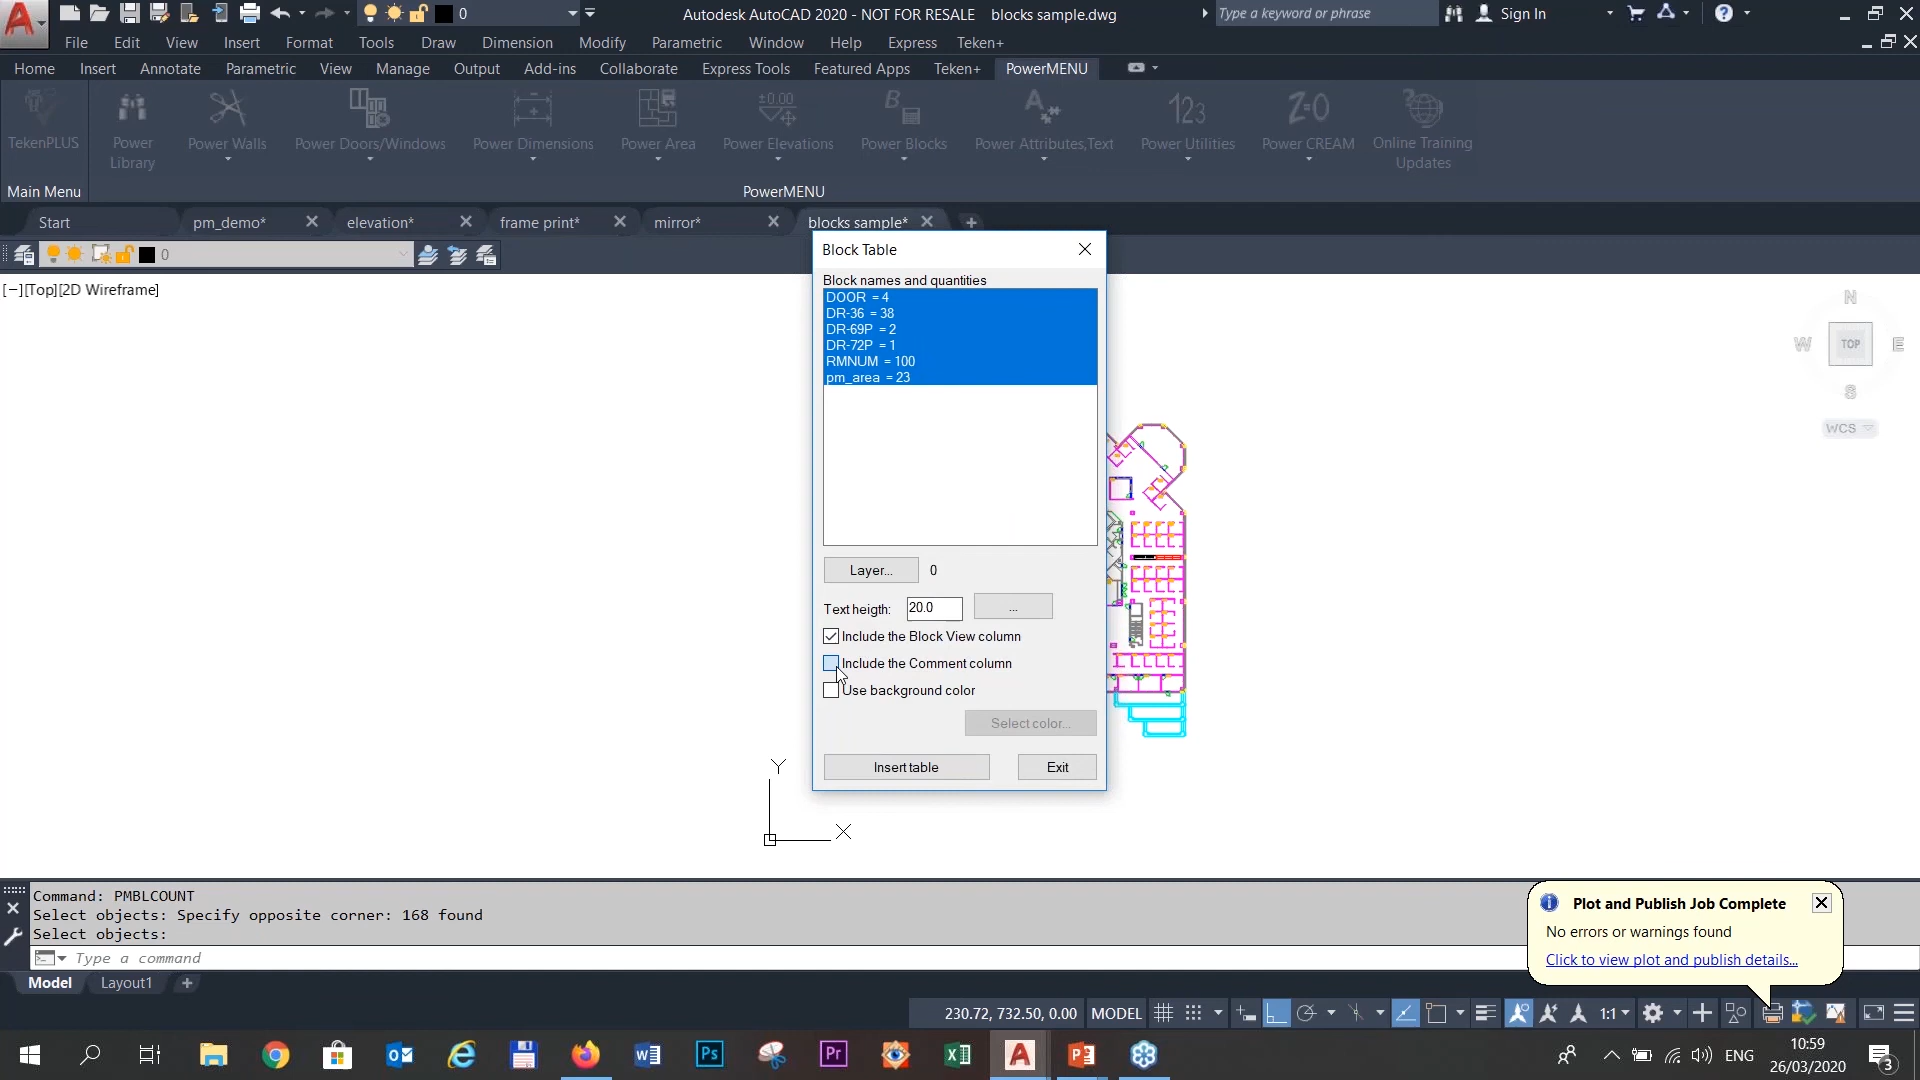 0
Autodesk AutoCAD 2020 - NOT FOR RESALE blocks sample.dwg
Type a keyword or phrase
Sign In
File Edit View Insert Format Tools Draw Dimension Modify Parametric Window Help Express Teken+
Home Insert Annotate Parametric View Manage Output Add-ins Collaborate Express Tools Featured Apps Teken+ PowerMENU
TekenPLUS
Power Library
Power Walls
Power Doors/Windows
Power Dimensions
Power Area
±0.00
Power Elevations
B
Power Blocks
A
Power Attributes,Text
123
Power Utilities
Z=0
Power CREAM
Online Training Updates
Main Menu
PowerMENU
Start pm_demo* elevation* frame print* mirror* blocks sample*
0
[−][Top][2D Wireframe]
Block Table
Block names and quantities
DOOR = 4
DR-36 = 38
DR-69P = 2
DR-72P = 1
RMNUM = 100
pm_area = 23
Layer... 0
Text heigth: 20.0 ...
Include the Block View column
Include the Comment column
Use background color
Select color...
Insert table Exit
N
W TOP E
S
WCS
Y
X
Command: PMBLCOUNT
Select objects: Specify opposite corner: 168 found
Select objects:
Type a command
Plot and Publish Job Complete
No errors or warnings found
Click to view plot and publish details...
Model Layout1
230.72, 732.50, 0.00 MODEL
1:1
Ps
Pr
A
ENG
10:59
26/03/2020
3